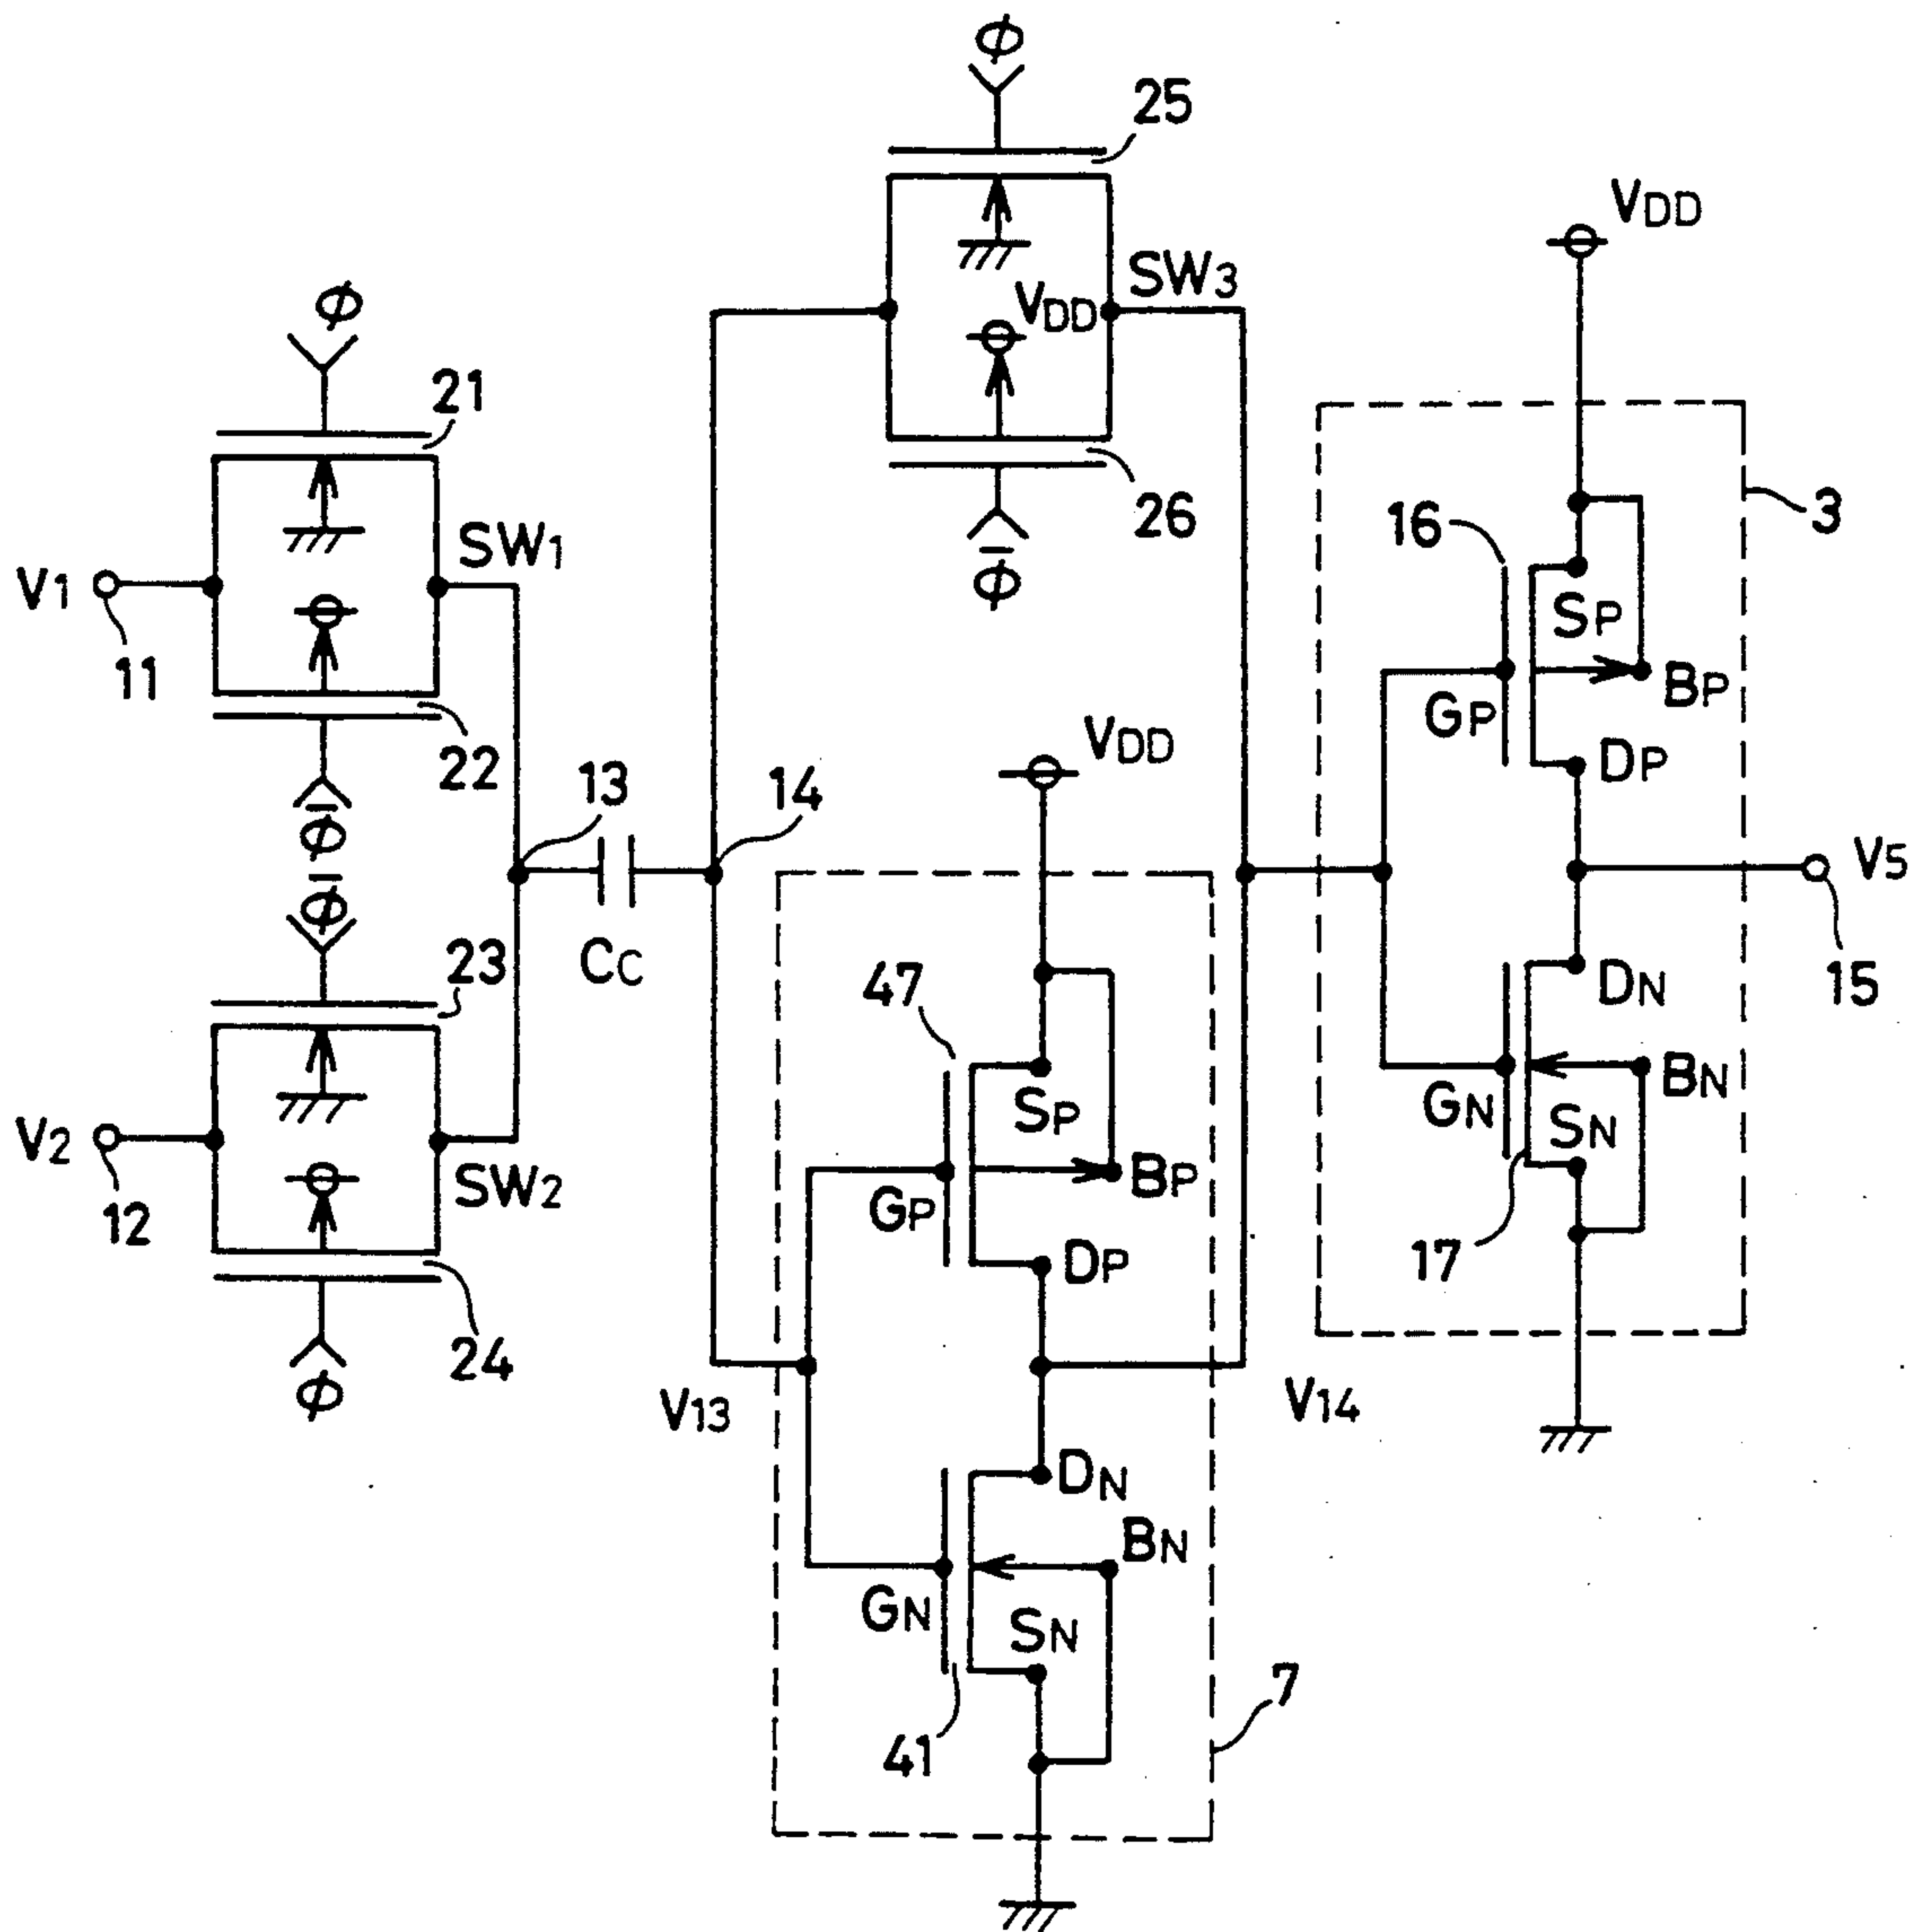 ϕ
25
VDD
SW3
VDD
ϕ
21
26
ϕ̅
16
3
SW1
V1
11
22
ϕ̅
SP
GP
BP
DP
VDD
13
14
ϕ̅
CC
V5
15
23
47
DN
GN
BN
SN
17
V2
12
SW2
SP
GP
BP
DP
24
ϕ
V13
V14
DN
BN
GN
SN
41
7